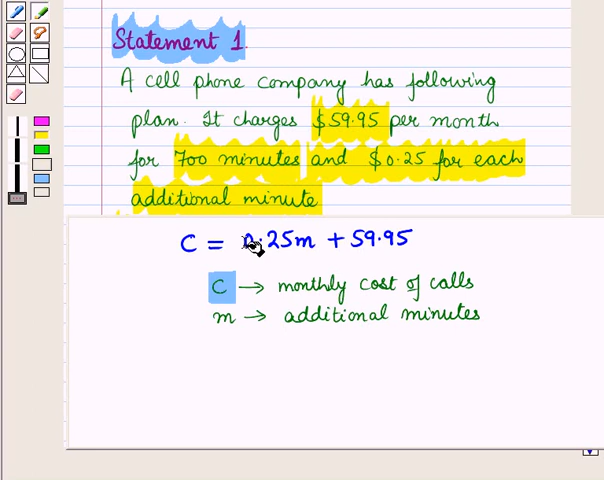 Statement 1.
A cell phone company has following
plan. It charges $59.95 per month
for 700 minutes and $0.25 for each
additional minute
C = 0.25m + 59.95
C → monthly cost of calls
m → additional minutes